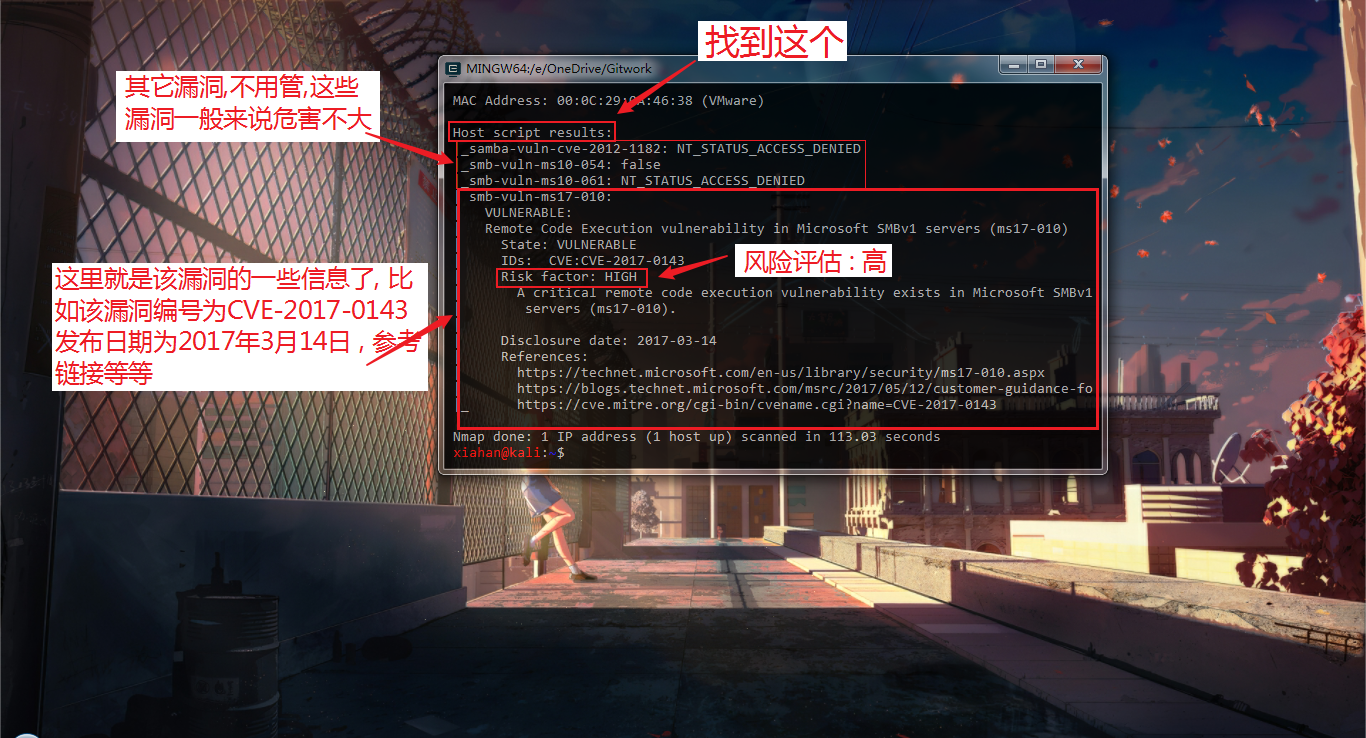 找到这个
MINGW64:/e/OneDrive/Gitwork
其它漏洞,不用管,这些
漏洞一般来说危害不大
MAC Address: 00:0C:29:0A:46:38 (VMware)
Host script results:
_samba-vuln-cve-2012-1182: NT_STATUS_ACCESS_DENIED
_smb-vuln-ms10-054: false
_smb-vuln-ms10-061: NT_STATUS_ACCESS_DENIED
smb-vuln-ms17-010:
VULNERABLE:
Remote Code Execution vulnerability in Microsoft SMBv1 servers (ms17-010)
State: VULNERABLE
IDs: CVE:CVE-2017-0143
Risk factor: HIGH
A critical remote code execution vulnerability exists in Microsoft SMBv1
servers (ms17-010).
Disclosure date: 2017-03-14
References:
https://technet.microsoft.com/en-us/library/security/ms17-010.aspx
https://blogs.technet.microsoft.com/msrc/2017/05/12/customer-guidance-fo
_ https://cve.mitre.org/cgi-bin/cvename.cgi?name=CVE-2017-0143
Nmap done: 1 IP address (1 host up) scanned in 113.03 seconds
xiahan@kali:~$
风险评估 : 高
这里就是该漏洞的一些信息了, 比
如该漏洞编号为CVE-2017-0143
发布日期为2017年3月14日，参考
链接等等